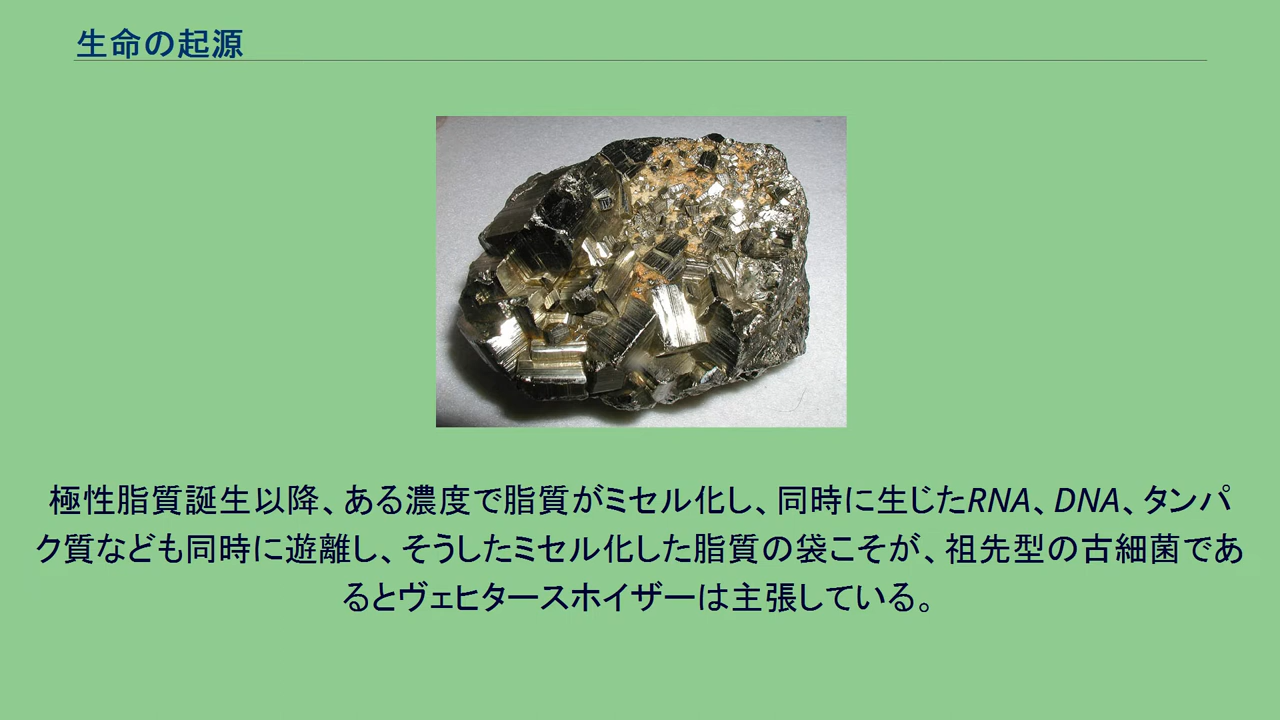 生命の起源
極性脂質誕生以降、ある濃度で脂質がミセル化し、同時に生じたRNA、DNA、タンパ
ク質なども同時に遊離し、そうしたミセル化した脂質の袋こそが、祖先型の古細菌であ
るとヴェヒタースホイザーは主張している。